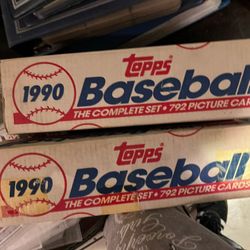 Topps
1990 Baseball
THE COMPLETE SET • 792 PICTURE CARDS
Topps
1990 Baseball
THE COMPLETE SET • 792 PICTURE CARDS